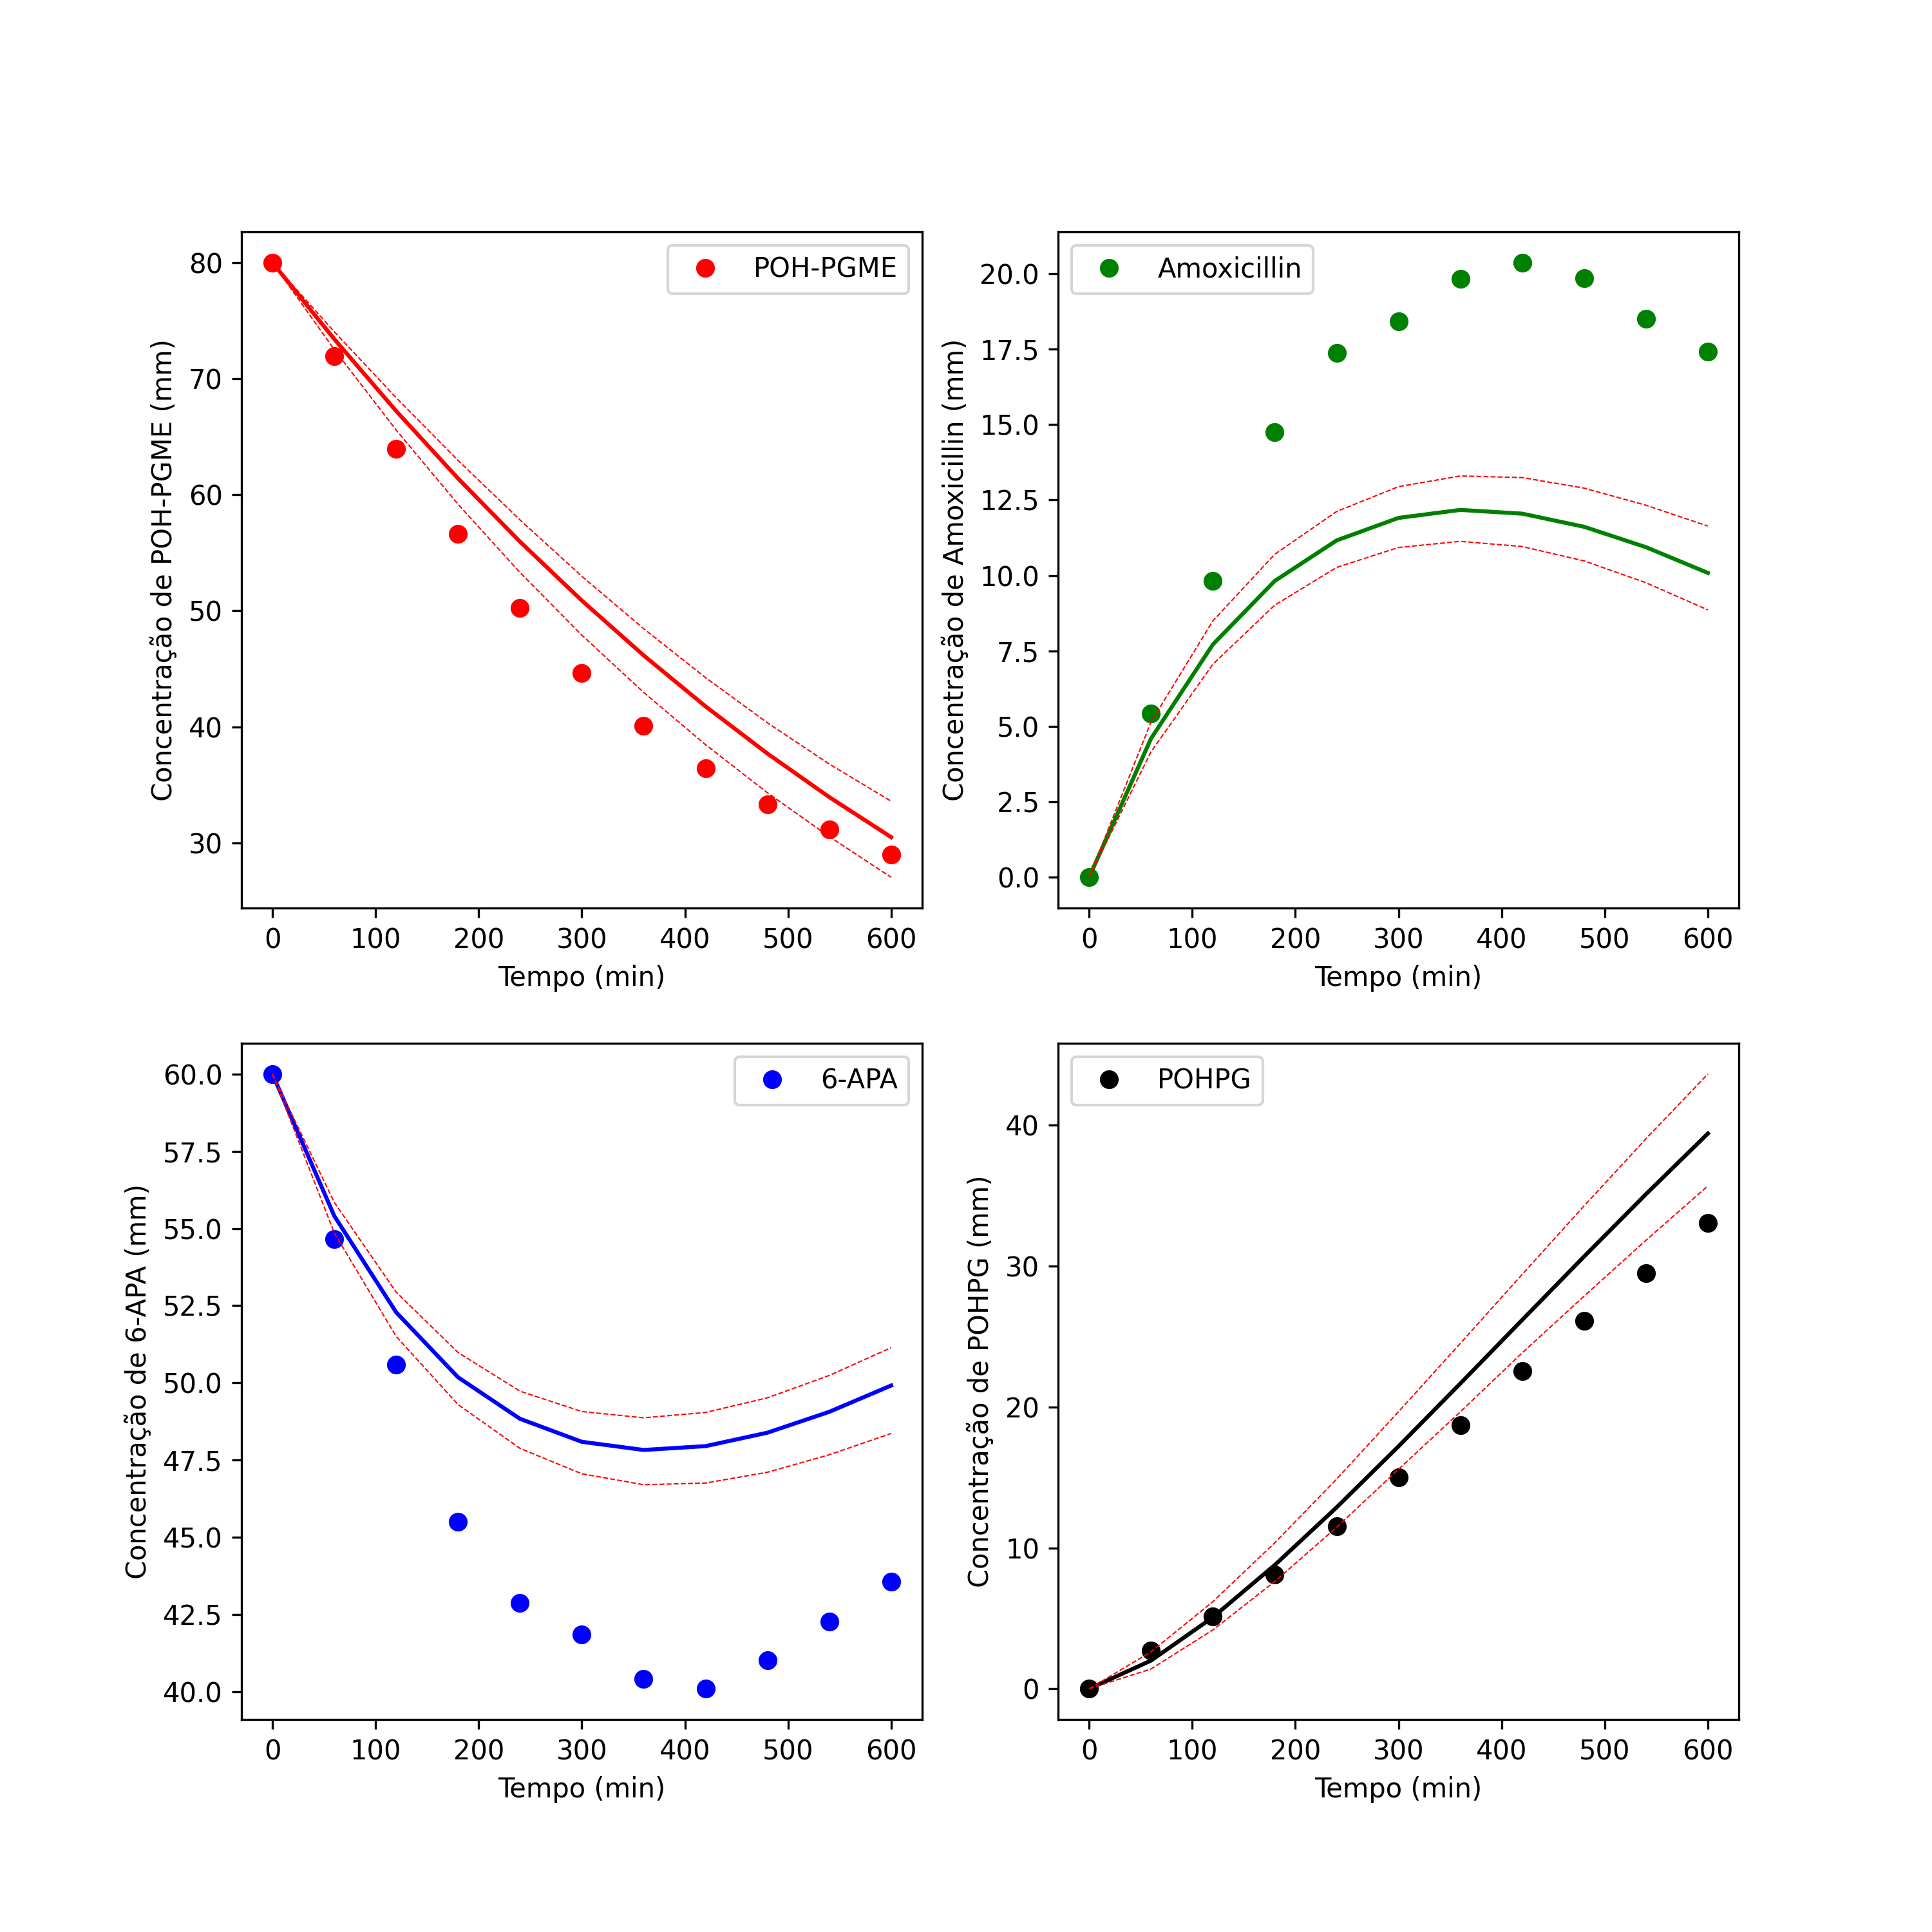 POH-PGME
Concentração de POH-PGME (mm)
80
70
60
50
40
30
0 100 200 300 400 500 600
Tempo (min)
Amoxicillin
Concentração de Amoxicillin (mm)
20.0
17.5
15.0
12.5
10.0
7.5
5.0
2.5
0.0
0 100 200 300 400 500 600
Tempo (min)
6-APA
Concentração de 6-APA (mm)
60.0
57.5
55.0
52.5
50.0
47.5
45.0
42.5
40.0
0 100 200 300 400 500 600
Tempo (min)
POHPG
Concentração de POHPG (mm)
40
30
20
10
0
0 100 200 300 400 500 600
Tempo (min)